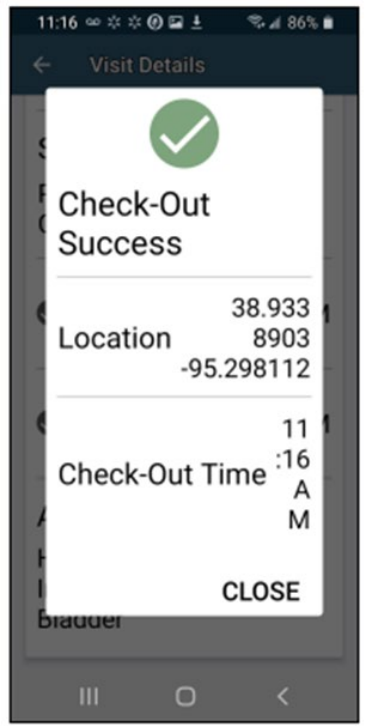 11:16
86%
Visit Details
Check-Out
Success
Location
38.933
8903
-95.298112
Check-Out Time
11
:16
A
M
CLOSE
Bladder